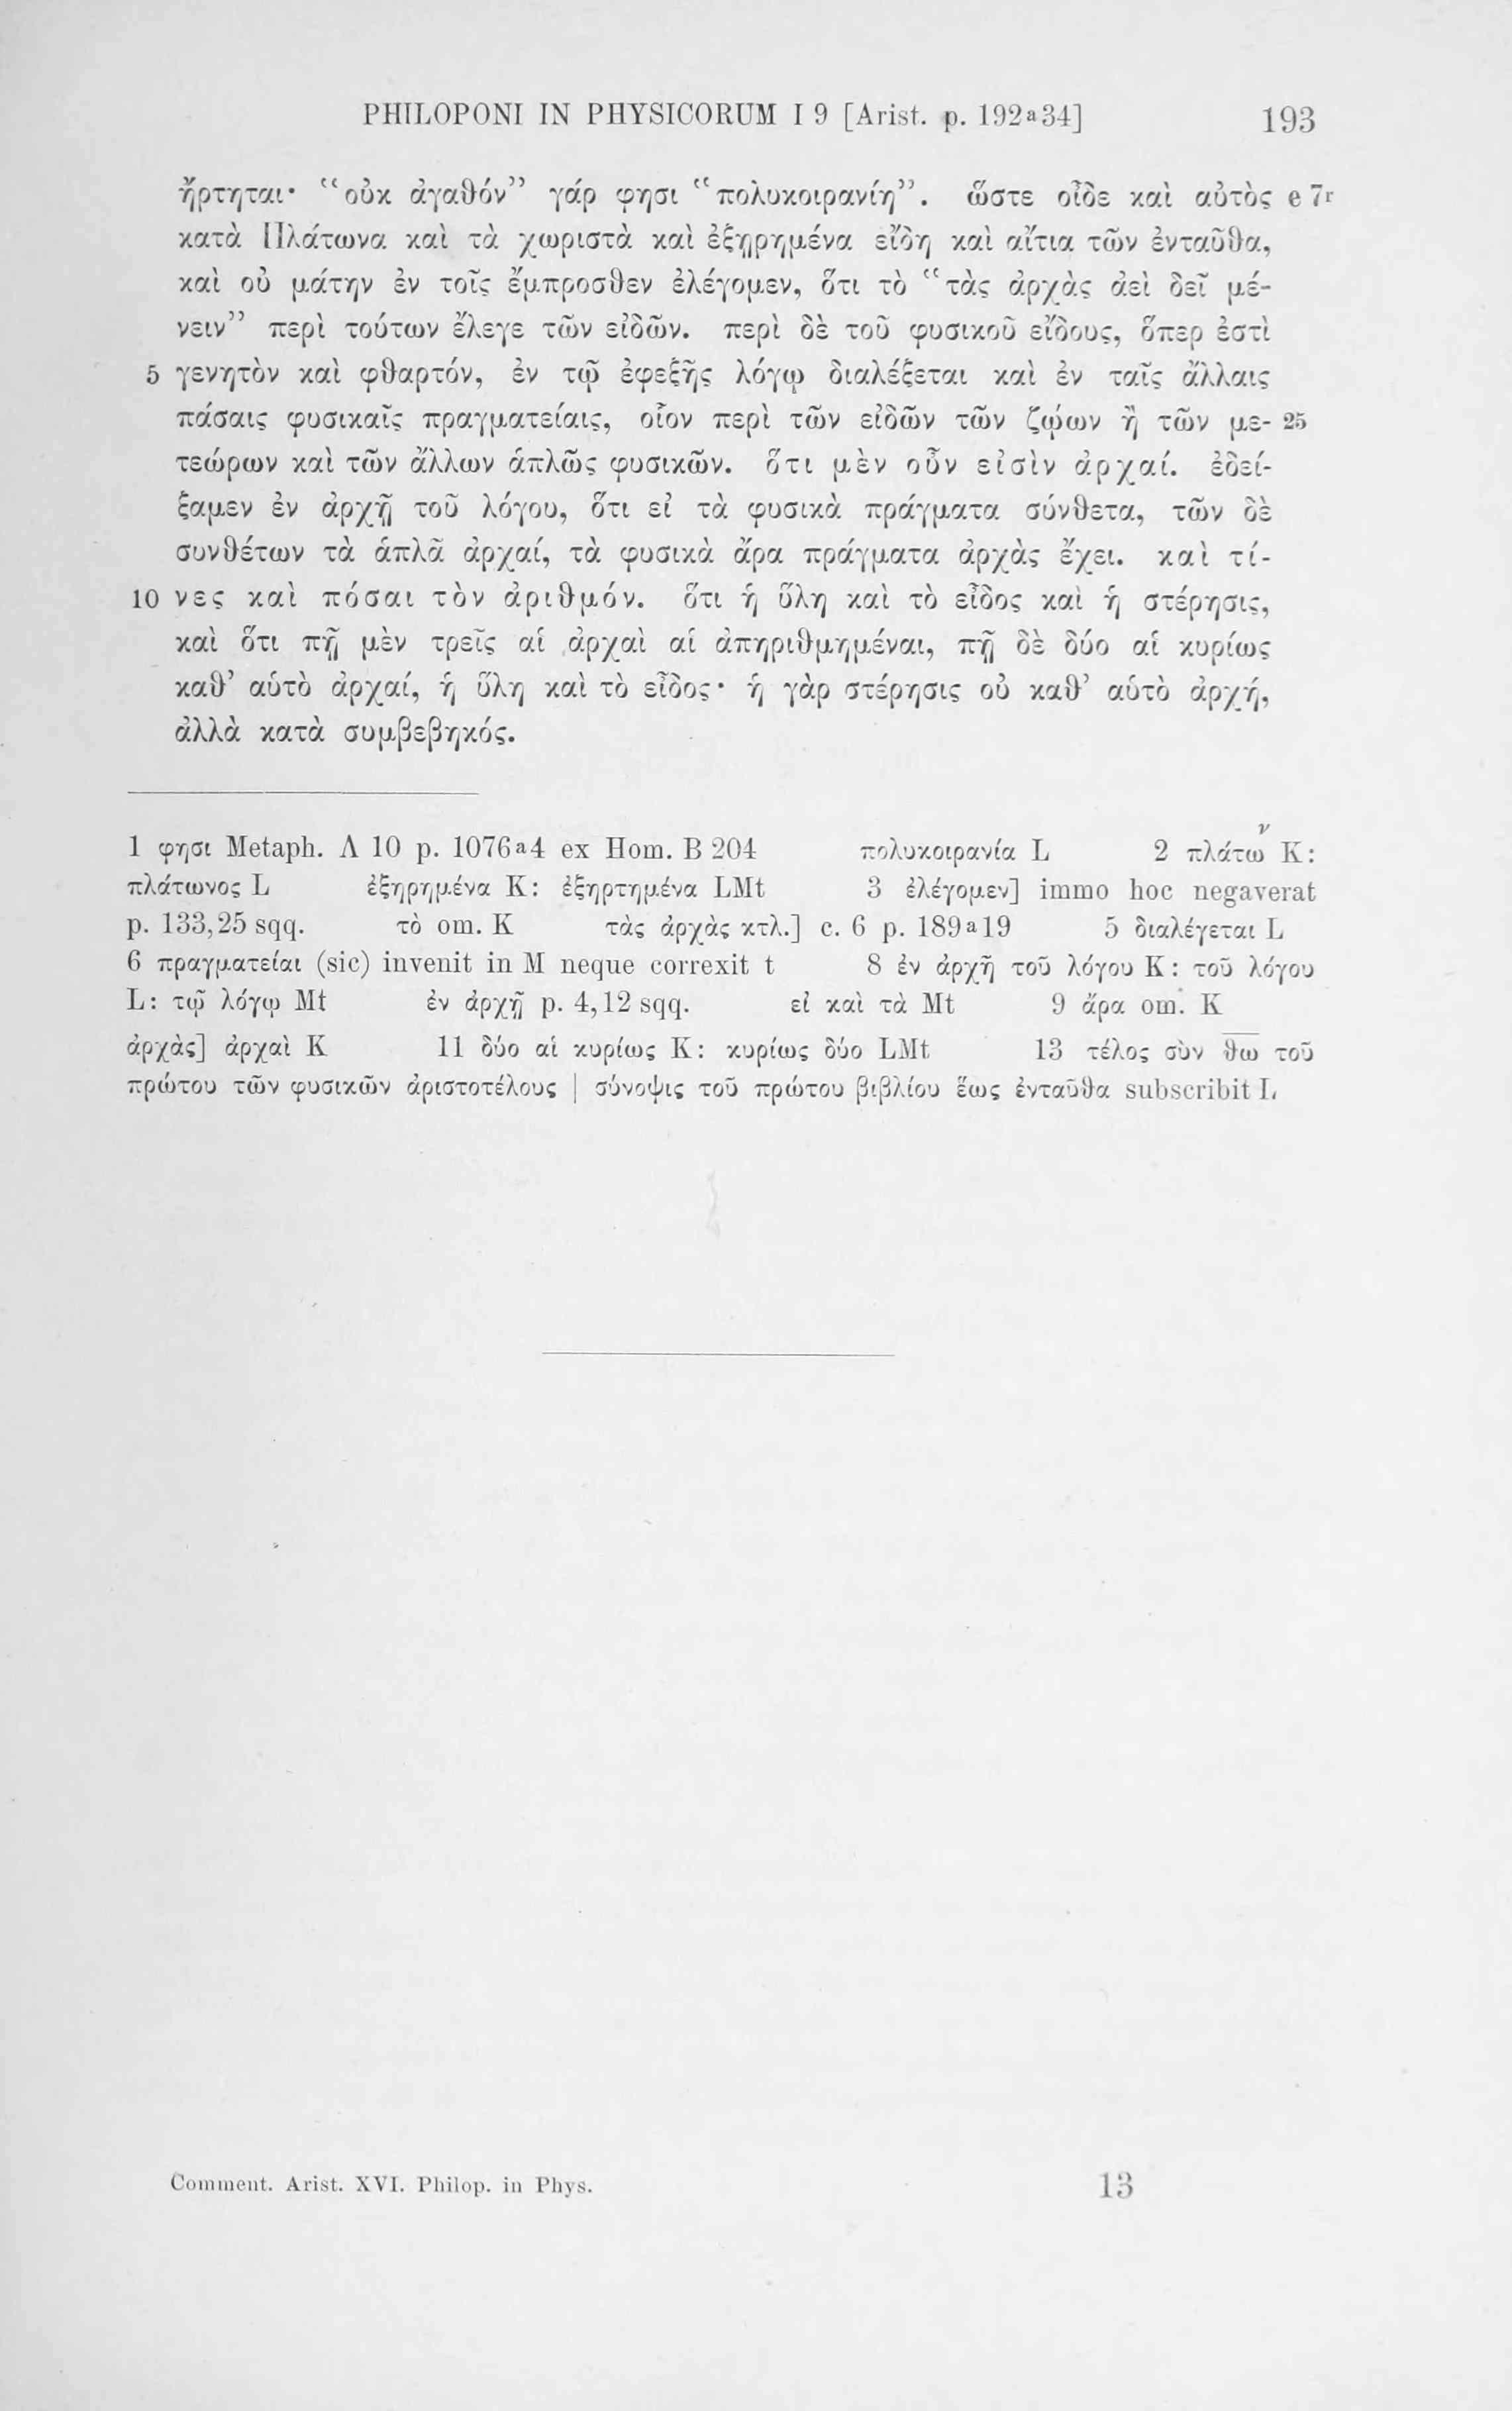 PHILOPONI IN PHYSICORUM I 9 [Arist. p. 192ᵃ34] 193
ἤρτηται· “οὐκ ἀγαθόν” γάρ φησι “πολυκοιρανίη”. ὥστε οἶδε καὶ αὐτὸς e 7r
κατὰ Πλάτωνα καὶ τὰ χωριστὰ καὶ ἐξῃρημένα εἴδη καὶ αἴτια τῶν ἐνταῦθα,
καὶ οὐ μάτην ἐν τοῖς ἔμπροσθεν ἐλέγομεν, ὅτι τὸ “τὰς ἀρχὰς ἀεὶ δεῖ μέ-
νειν” περὶ τούτων ἔλεγε τῶν εἰδῶν. περὶ δὲ τοῦ φυσικοῦ εἴδους, ὅπερ ἐστὶ
5 γενητὸν καὶ φθαρτόν, ἐν τῷ ἐφεξῆς λόγῳ διαλέξεται καὶ ἐν ταῖς ἄλλαις
πάσαις φυσικαῖς πραγματείαις, οἷον περὶ τῶν εἰδῶν τῶν ζῴων ἢ τῶν με- 25
τεώρων καὶ τῶν ἄλλων ἁπλῶς φυσικῶν. ὅτι μὲν οὖν εἰσὶν ἀρχαί. ἐδεί-
ξαμεν ἐν ἀρχῇ τοῦ λόγου, ὅτι εἰ τὰ φυσικὰ πράγματα σύνθετα, τῶν δὲ
συνθέτων τὰ ἁπλᾶ ἀρχαί, τὰ φυσικὰ ἄρα πράγματα ἀρχὰς ἔχει. καὶ τί-
10 νες καὶ πόσαι τὸν ἀριθμόν. ὅτι ἡ ὕλη καὶ τὸ εἶδος καὶ ἡ στέρησις,
καὶ ὅτι πῇ μὲν τρεῖς αἱ ἀρχαὶ αἱ ἀπηριθμημέναι, πῇ δὲ δύο αἱ κυρίως
καθ’ αὑτὸ ἀρχαί, ἡ ὕλη καὶ τὸ εἶδος· ἡ γὰρ στέρησις οὐ καθ’ αὑτὸ ἀρχή,
ἀλλὰ κατὰ συμβεβηκός.
1 φησι Metaph. Λ 10 p. 1076ᵃ4 ex Hom. B 204 πολυκοιρανία L 2 πλάτωᵛ K:
πλάτωνος L ἐξηρημένα K: ἐξηρτημένα LMt 3 ἐλέγομεν] immo hoc negaverat
p. 133,25 sqq. τὸ om. K τὰς ἀρχὰς κτλ.] c. 6 p. 189ᵃ19 5 διαλέγεται L
6 πραγματείαι (sic) invenit in M neque correxit t 8 ἐν ἀρχῇ τοῦ λόγου K: τοῦ λόγου
L: τῷ λόγῳ Mt ἐν ἀρχῇ p. 4,12 sqq. εἰ καὶ τὰ Mt 9 ἄρα om. K
ἀρχὰς] ἀρχαὶ K 11 δύο αἱ κυρίως K: κυρίως δύο LMt 13 τέλος σὺν θω τοῦ
πρώτου τῶν φυσικῶν ἀριστοτέλους | σύνοψις τοῦ πρώτου βιβλίου ἕως ἐνταῦθα subscribit L
Comment. Arist. XVI. Philop. in Phys. 13